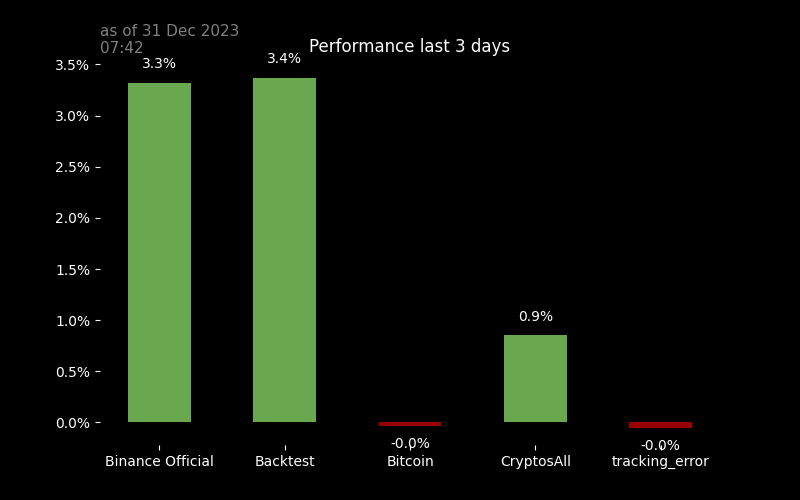 as of 31 Dec 2023
07:42
Performance last 3 days
3.5%
3.0%
2.5%
2.0%
1.5%
1.0%
0.5%
0.0%
3.3%
3.4%
-0.0%
0.9%
-0.0%
Binance Official
Backtest
Bitcoin
CryptosAll
tracking_error